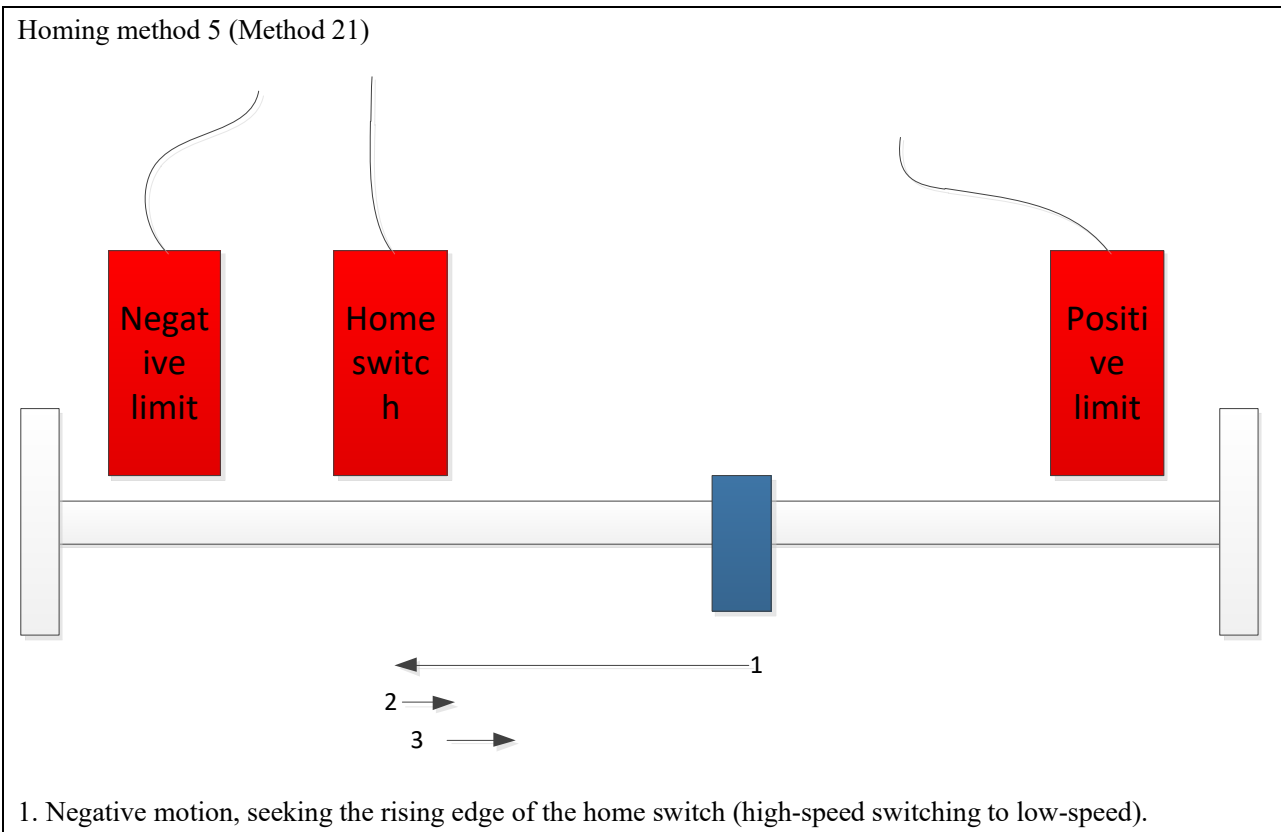 Homing method 5 (Method 21)
Negat
ive
limit
Home
switc
h
Positi
ve
limit
1
2
3
1. Negative motion, seeking the rising edge of the home switch (high-speed switching to low-speed).